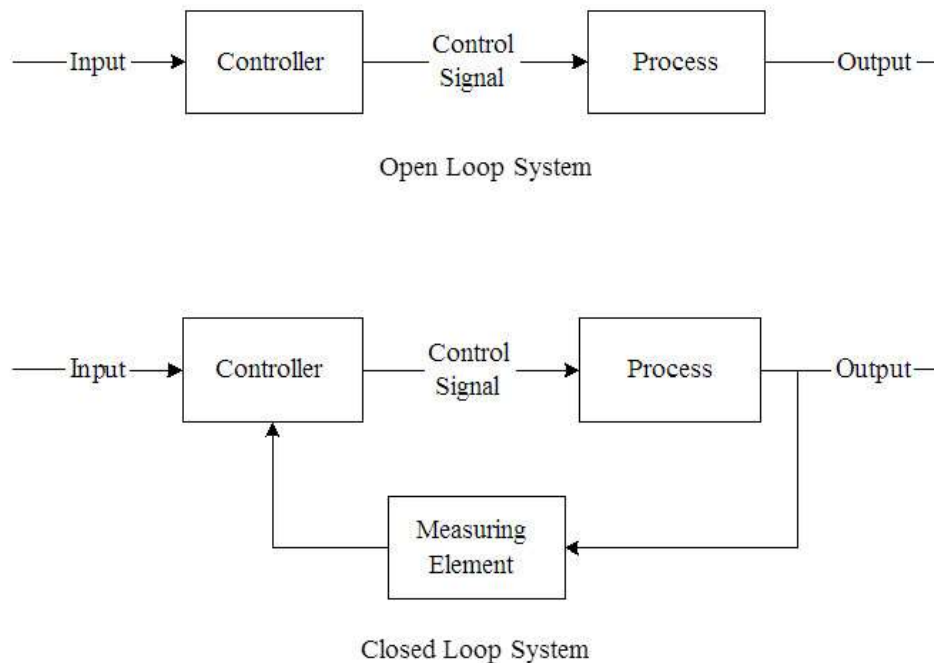 Input
Controller
Control
Signal
Process
Output
Open Loop System
Input
Controller
Control
Signal
Process
Output
Measuring
Element
Closed Loop System